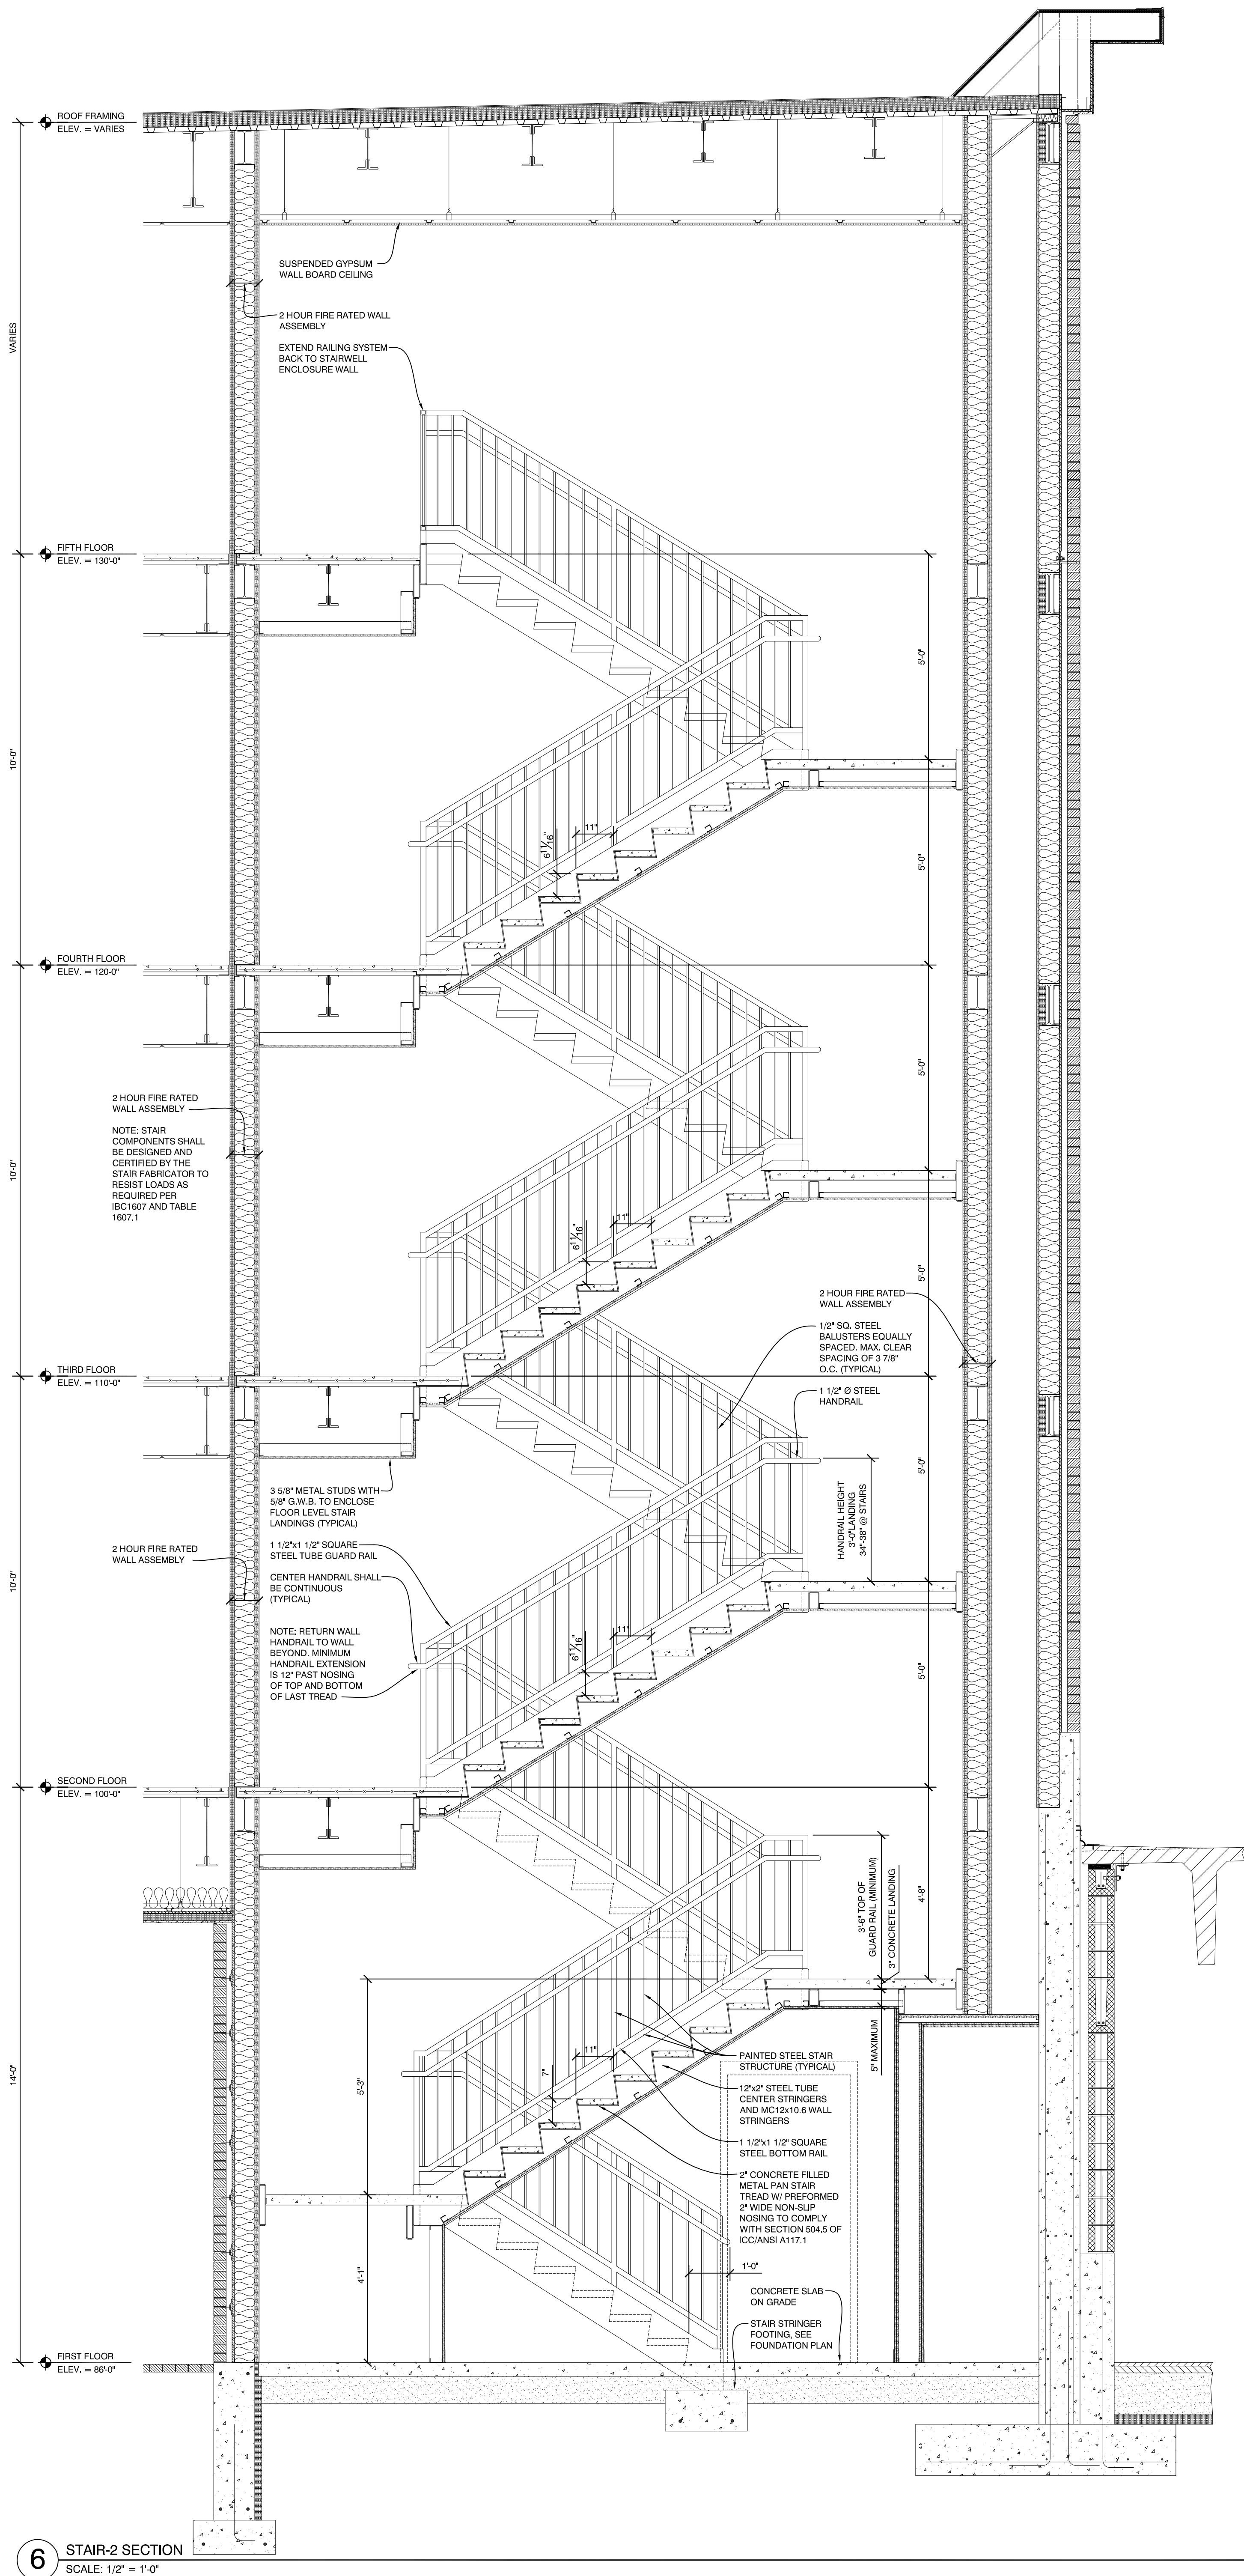 ROOF FRAMING
ELEV. = VARIES
SUSPENDED GYPSUM
WALL BOARD CEILING
2 HOUR FIRE RATED WALL
ASSEMBLY
VARIES
EXTEND RAILING SYSTEM
BACK TO STAIRWELL
ENCLOSURE WALL
FIFTH FLOOR
ELEV. = 130'-0"
5'-0"
10'-0"
11"
6 11/16"
5'-0"
FOURTH FLOOR
ELEV. = 120-0"
5'-0"
2 HOUR FIRE RATED
WALL ASSEMBLY
NOTE: STAIR
COMPONENTS SHALL
BE DESIGNED AND
CERTIFIED BY THE
STAIR FABRICATOR TO
RESIST LOADS AS
REQUIRED PER
IBC1607 AND TABLE
1607.1
10'-0"
11"
6 11/16"
5'-0"
2 HOUR FIRE RATED
WALL ASSEMBLY
1/2" SQ. STEEL
BALUSTERS EQUALLY
SPACED. MAX. CLEAR
SPACING OF 3 7/8"
O.C. (TYPICAL)
THIRD FLOOR
ELEV. = 110'-0"
1 1/2" Ø STEEL
HANDRAIL
5'-0"
3 5/8" METAL STUDS WITH
5/8" G.W.B. TO ENCLOSE
FLOOR LEVEL STAIR
LANDINGS (TYPICAL)
HANDRAIL HEIGHT
3'-0"LANDING
34"-38" @ STAIRS
2 HOUR FIRE RATED
WALL ASSEMBLY
1 1/2"x1 1/2" SQUARE
STEEL TUBE GUARD RAIL
CENTER HANDRAIL SHALL
BE CONTINUOUS
(TYPICAL)
10'-0"
NOTE: RETURN WALL
HANDRAIL TO WALL
BEYOND. MINIMUM
HANDRAIL EXTENSION
IS 12" PAST NOSING
OF TOP AND BOTTOM
OF LAST TREAD
11"
6 11/16"
5'-0"
SECOND FLOOR
ELEV. = 100'-0"
3'-6" TOP OF
GUARD RAIL (MINIMUM)
3" CONCRETE LANDING
4'-8"
5" MAXIMUM
14'-0"
5'-3"
11"
7"
PAINTED STEEL STAIR
STRUCTURE (TYPICAL)
12"x2" STEEL TUBE
CENTER STRINGERS
AND MC12x10.6 WALL
STRINGERS
1 1/2"x1 1/2" SQUARE
STEEL BOTTOM RAIL
2" CONCRETE FILLED
METAL PAN STAIR
TREAD W/ PREFORMED
2" WIDE NON-SLIP
NOSING TO COMPLY
WITH SECTION 504.5 OF
ICC/ANSI A117.1
4'-1"
1'-0"
CONCRETE SLAB
ON GRADE
STAIR STRINGER
FOOTING, SEE
FOUNDATION PLAN
FIRST FLOOR
ELEV. = 86'-0"
6
STAIR-2 SECTION
SCALE: 1/2" = 1'-0"